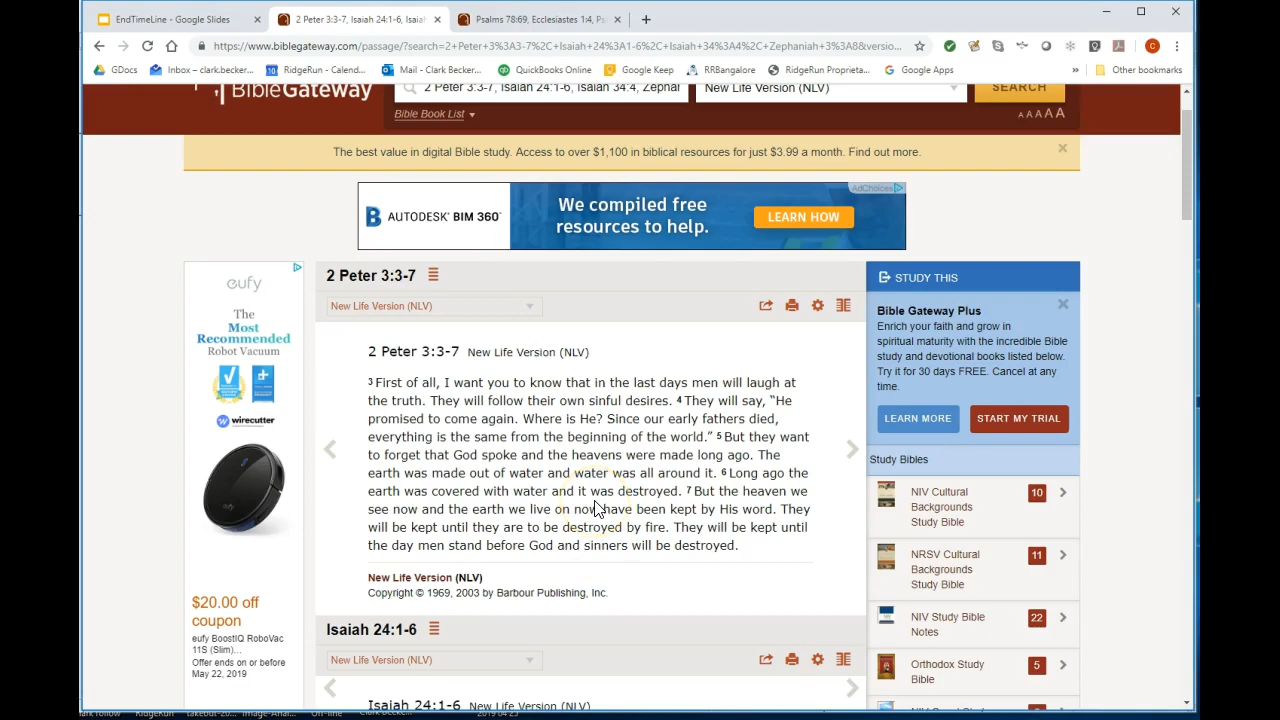 EndTimeLine - Google Slides
2 Peter 3:3-7, Isaiah 24:1-6, Isaiah
Psalms 78:69, Ecclesiastes 1:4, Ps
https://www.biblegateway.com/passage/?search=2+Peter+3%3A3-7%2C+Isaiah+24%3A1-6%2C+Isaiah+34%3A4%2C+Zephaniah+3%3A8&versio...
GDocs
Inbox – clark.becker...
RidgeRun - Calend...
Mail - Clark Becker...
QuickBooks Online
Google Keep
RRBangalore
RidgeRun Proprieta...
Google Apps
»
Other bookmarks
BibleGateway
2 Peter 3:3-7, Isaiah 24:1-6, Isaiah 34:4, Zephar
New Life Version (NLV)
SEARCH
Bible Book List
A A A A A
The best value in digital Bible study. Access to over $1,100 in biblical resources for just $3.99 a month. Find out more.
AUTODESK® BIM 360™
We compiled free
resources to help.
LEARN HOW
AdChoices
eufy
The
Most
Recommended
Robot Vacuum
wirecutter
$20.00 off
coupon
eufy BoostIQ RoboVac
11S (Slim)...
Offer ends on or before
May 22, 2019
2 Peter 3:3-7
New Life Version (NLV)
2 Peter 3:3-7 New Life Version (NLV)
3 First of all, I want you to know that in the last days men will laugh at
the truth. They will follow their own sinful desires. 4 They will say, “He
promised to come again. Where is He? Since our early fathers died,
everything is the same from the beginning of the world.” 5 But they want
to forget that God spoke and the heavens were made long ago. The
earth was made out of water and water was all around it. 6 Long ago the
earth was covered with water and it was destroyed. 7 But the heaven we
see now and the earth we live on now have been kept by His word. They
will be kept until they are to be destroyed by fire. They will be kept until
the day men stand before God and sinners will be destroyed.
New Life Version (NLV)
Copyright © 1969, 2003 by Barbour Publishing, Inc.
Isaiah 24:1-6
New Life Version (NLV)
Isaiah 24:1-6 New Life Version (NLV)
STUDY THIS
Bible Gateway Plus
Enrich your faith and grow in
spiritual maturity with the incredible Bible
study and devotional books listed below.
Try it for 30 days FREE. Cancel at any
time.
LEARN MORE
START MY TRIAL
Study Bibles
NIV Cultural
Backgrounds
Study Bible
10
NRSV Cultural
Backgrounds
Study Bible
11
NIV Study Bible
Notes
22
Orthodox Study
Bible
5